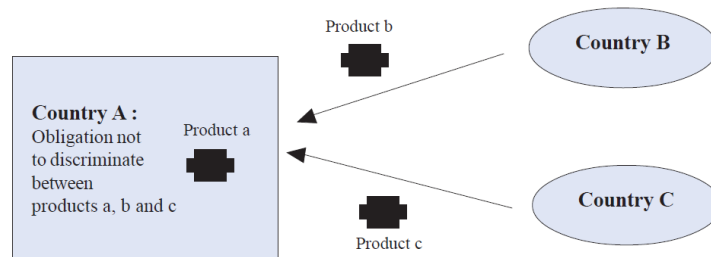 Product b
Country B
Country A :
Obligation not
to discriminate
between
products a, b and c
Product a
Country C
Product c